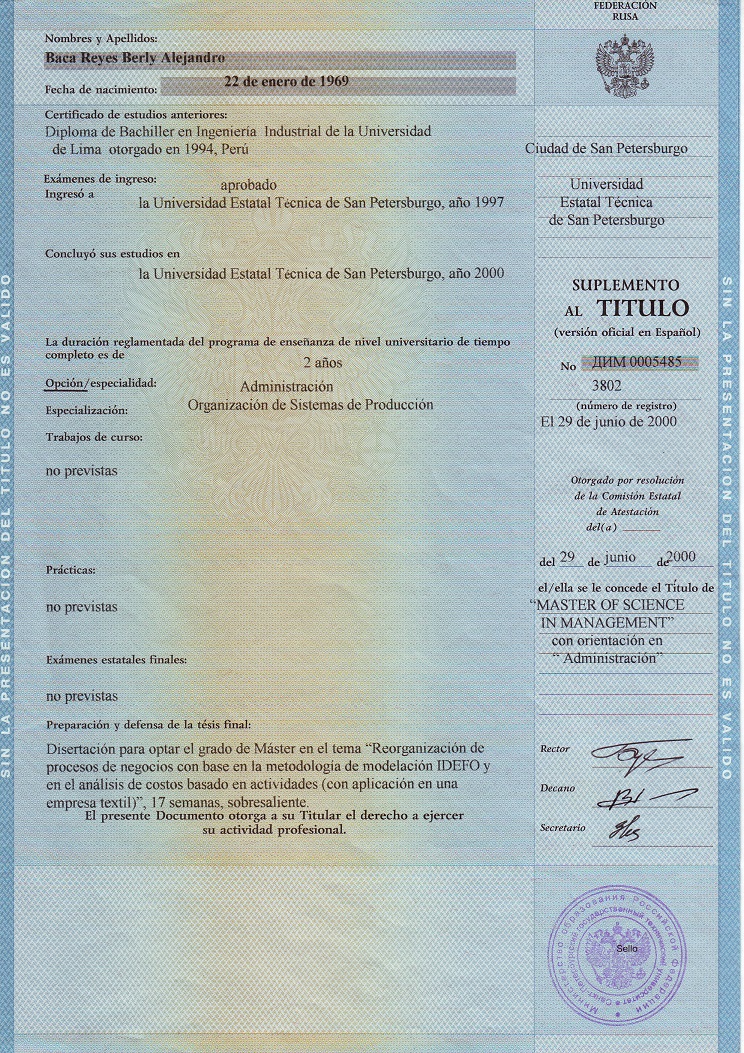 FEDERACIÓN
RUSA
Nombres y Apellidos:
Baca Reyes Berly Alejandro
Fecha de nacimiento: 22 de enero de 1969
Certificado de estudios anteriores:
Diploma de Bachiller en Ingeniería Industrial de la Universidad
de Lima otorgado en 1994, Perú
Exámenes de ingreso: aprobado
Ingresó a
la Universidad Estatal Técnica de San Petersburgo, año 1997
Concluyó sus estudios en
la Universidad Estatal Técnica de San Petersburgo, año 2000
La duración reglamentada del programa de enseñanza de nivel universitario de tiempo
completo es de
2 años
Opción/especialidad: Administración
Especialización: Organización de Sistemas de Producción
Trabajos de curso:
no previstas
Prácticas:
no previstas
Exámenes estatales finales:
no previstas
Preparación y defensa de la tésis final:
Disertación para optar el grado de Máster en el tema “Reorganización de
procesos de negocios con base en la metodología de modelación IDEFO y
en el análisis de costos basado en actividades (con aplicación en una
empresa textil)”, 17 semanas, sobresaliente.
El presente Documento otorga a su Titular el derecho a ejercer
su actividad profesional.
Ciudad de San Petersburgo
Universidad
Estatal Técnica
de San Petersburgo
SUPLEMENTO
AL TITULO
(versión oficial en Español)
No ДИМ 0005485
3802
(número de registro)
El 29 de junio de 2000
Otorgado por resolución
de la Comisión Estatal
de Atestación
del(a)
del 29 de junio de 2000
el/ella se le concede el Título de
“MASTER OF SCIENCE
IN MANAGEMENT”
con orientación en
“ Administración”
Rector
Decano
Secretario
Министерство образования Российской Федерации
Санкт-Петербургский государственный технический университет
Sello
SIN LA PRESENTACION DEL TITULO NO ES VALIDO
SIN LA PRESENTACION DEL TITULO NO ES VALIDO